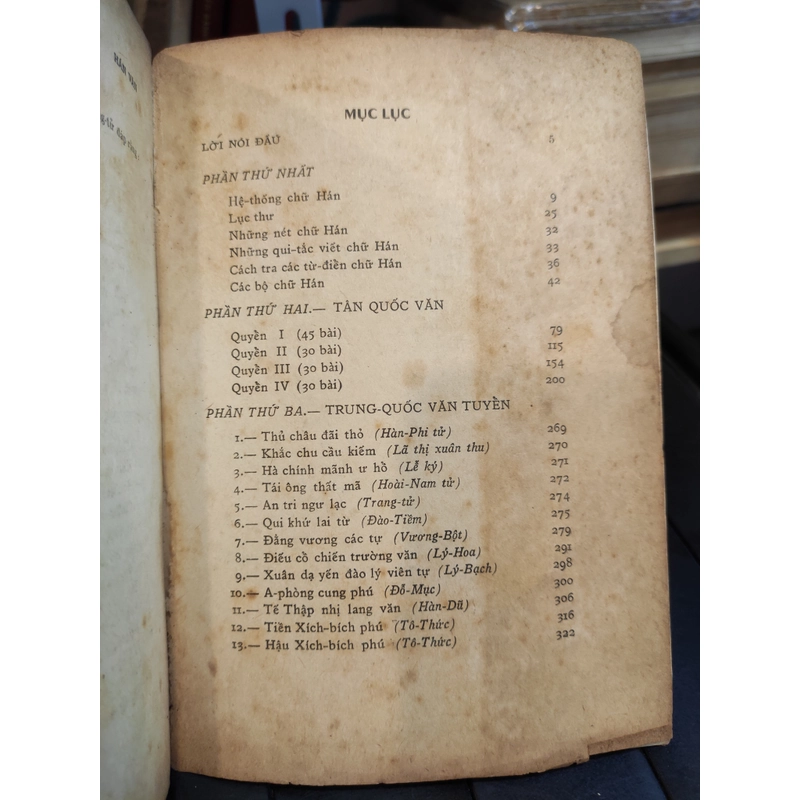 HÁN VĂN
MỤC LỤC
LỜI NÓI ĐẦU 5
PHẦN THỨ NHẤT
Hệ-thống chữ Hán 9
Lục thư 25
Những nét chữ Hán 32
Những qui-tắc viết chữ Hán 33
Cách tra các từ-điển chữ Hán 36
Các bộ chữ Hán 42
PHẦN THỨ HAI.— TÂN QUỐC VĂN
Quyển I (45 bài) 79
Quyển II (30 bài) 115
Quyển III (30 bài) 154
Quyển IV (30 bài) 200
PHẦN THỨ BA.— TRUNG-QUỐC VĂN TUYỂN
1.— Thủ châu đãi thỏ (Hàn-Phi tử) 269
2.— Khắc chu cầu kiếm (Lã thị xuân thu) 270
3.— Hà chính mãnh ư hồ (Lễ ký) 271
4.— Tái ông thất mã (Hoài-Nam tử) 272
5.— An tri ngư lạc (Trang-tử) 274
6.— Qui khứ lai từ (Đào-Tiềm) 275
7.— Đằng vương các tự (Vương-Bột) 279
8.— Điếu cổ chiến trường văn (Lý-Hoa) 291
9.— Xuân dạ yến đào lý viên tự (Lý-Bạch) 298
10.— A-phòng cung phú (Đỗ-Mục) 300
11.— Tế Thập nhị lang văn (Hàn-Dũ) 306
12.— Tiền Xích-bích phú (Tô-Thức) 316
13.— Hậu Xích-bích phú (Tô-Thức) 322